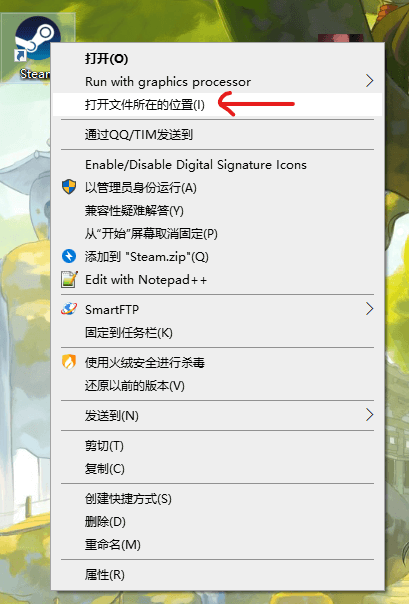 Steam
打开(O)
Run with graphics processor
打开文件所在的位置(I)
通过QQ/TIM发送到
Enable/Disable Digital Signature Icons
以管理员身份运行(A)
兼容性疑难解答(Y)
从“开始”屏幕取消固定(P)
添加到 "Steam.zip"(Q)
Edit with Notepad++
SmartFTP
固定到任务栏(K)
使用火绒安全进行杀毒
还原以前的版本(V)
发送到(N)
剪切(T)
复制(C)
创建快捷方式(S)
删除(D)
重命名(M)
属性(R)